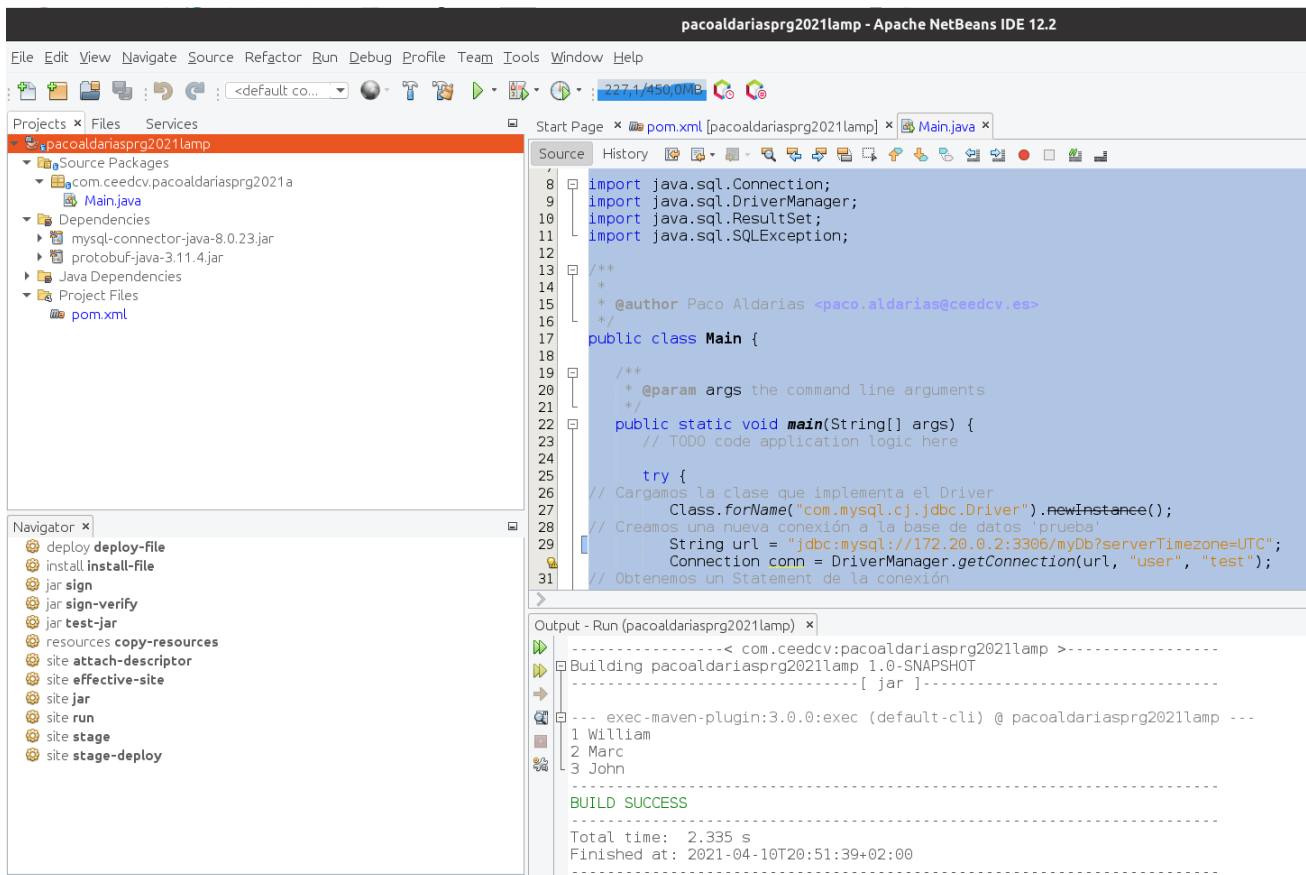 pacoaldariasprg2021lamp - Apache NetBeans IDE 12.2
File Edit View Navigate Source Refactor Run Debug Profile Team Tools Window Help
<default co... 227,1/450,0MB
Projects Files Services
pacoaldariasprg2021lamp
Source Packages
com.ceedcv.pacoaldariasprg2021a
Main.java
Dependencies
mysql-connector-java-8.0.23.jar
protobuf-java-3.11.4.jar
Java Dependencies
Project Files
pom.xml
Navigator
deploy deploy-file
install install-file
jar sign
jar sign-verify
jar test-jar
resources copy-resources
site attach-descriptor
site effective-site
site jar
site run
site stage
site stage-deploy
Start Page pom.xml [pacoaldariasprg2021lamp] Main.java
Source History
8 import java.sql.Connection;
9 import java.sql.DriverManager;
10 import java.sql.ResultSet;
11 import java.sql.SQLException;
12
13 /**
14 *
15 * @author Paco Aldarias <paco.aldarias@ceedcv.es>
16 */
17 public class Main {
18
19 /**
20 * @param args the command line arguments
21 */
22 public static void main(String[] args) {
23 // TODO code application logic here
24
25 try {
26 // Cargamos la clase que implementa el Driver
27 Class.forName("com.mysql.cj.jdbc.Driver").newInstance();
28 // Creamos una nueva conexión a la base de datos 'prueba'
29 String url = "jdbc:mysql://172.20.0.2:3306/myDb?serverTimezone=UTC";
Connection conn = DriverManager.getConnection(url, "user", "test");
31 // Obtenemos un Statement de la conexión
Output - Run (pacoaldariasprg2021lamp)
-----------------< com.ceedcv:pacoaldariasprg2021lamp >-----------------
Building pacoaldariasprg2021lamp 1.0-SNAPSHOT
--------------------------------[ jar ]---------------------------------
--- exec-maven-plugin:3.0.0:exec (default-cli) @ pacoaldariasprg2021lamp ---
1 William
2 Marc
3 John
------------------------------------------------------------------------
BUILD SUCCESS
------------------------------------------------------------------------
Total time: 2.335 s
Finished at: 2021-04-10T20:51:39+02:00
------------------------------------------------------------------------